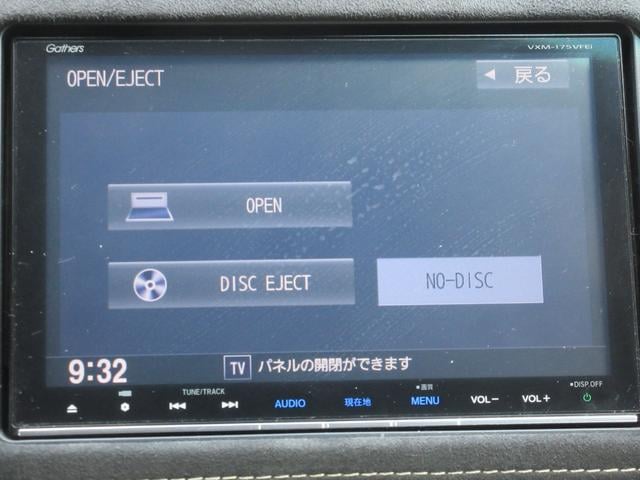 Gathers
VXM-175VFEi
OPEN/EJECT
戻る
OPEN
DISC EJECT
NO-DISC
9:32
TV
パネルの開閉ができます
TUNE/TRACK
画質
DISP.OFF
AUDIO
現在地
MENU
VOL−
VOL+